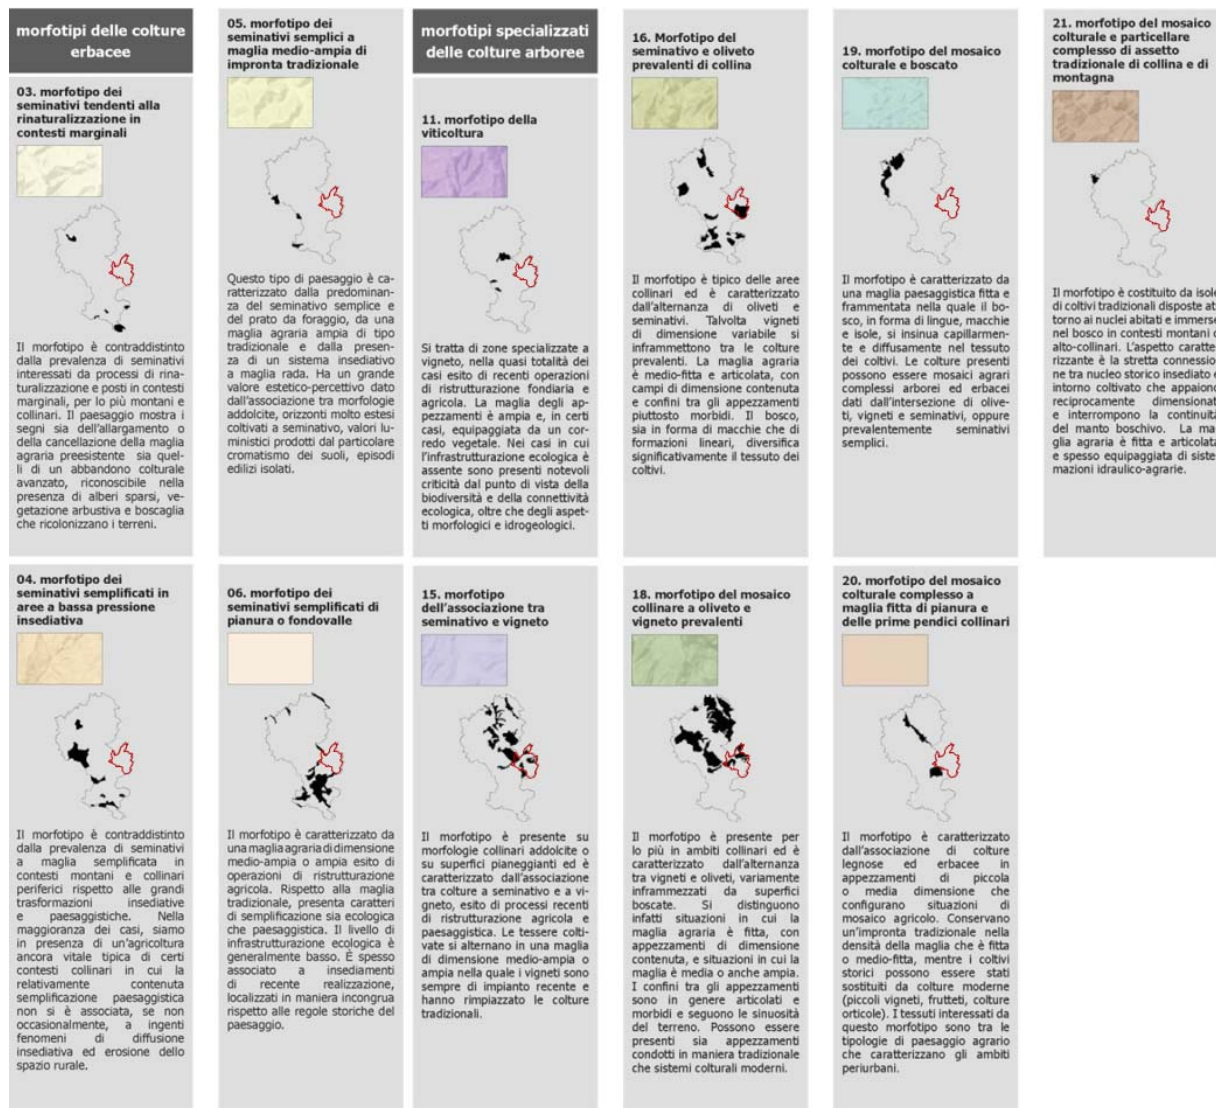 morfotipi delle colture
erbacee
03. morfotipo dei
seminativi tendenti alla
rinaturalizzazione in
contesti marginali
Il morfotipo è contraddistinto
dalla prevalenza di seminativi
interessati da processi di rina-
turalizzazione e posti in contesti
marginali, per lo più montani e
collinari. Il paesaggio mostra i
segni sia dell'allargamento o
della cancellazione della maglia
agraria preesistente sia quel-
li di un abbandono colturale
avanzato, riconoscibile nella
presenza di alberi sparsi, ve-
getazione arbustiva e boscaglia
che ricolonizzano i terreni.
05. morfotipo dei
seminativi semplici a
maglia medio-ampia di
impronta tradizionale
Questo tipo di paesaggio è ca-
ratterizzato dalla predominan-
za del seminativo semplice e
del prato da foraggio, da una
maglia agraria ampia di tipo
tradizionale e dalla presen-
za di un sistema insediativo
a maglia rada. Ha un grande
valore estetico-percettivo dato
dall'associazione tra morfologie
addolcite, orizzonti molto estesi
coltivati a seminativo, valori lu-
ministici prodotti dal particolare
cromatismo dei suoli, episodi
edilizi isolati.
morfotipi specializzati
delle colture arboree
11. morfotipo della
viticoltura
Si tratta di zone specializzate a
vigneto, nella quasi totalità dei
casi esito di recenti operazioni
di ristrutturazione fondiaria e
agricola. La maglia degli ap-
pezzamenti è ampia e, in certi
casi, equipaggiata da un cor-
redo vegetale. Nei casi in cui
l'infrastrutturazione ecologica è
assente sono presenti notevoli
criticità dal punto di vista della
biodiversità e della connettività
ecologica, oltre che degli aspet-
ti morfologici e idrogeologici.
16. Morfotipo del
seminativo e oliveto
prevalenti di collina
Il morfotipo è tipico delle aree
collinari ed è caratterizzato
dall'alternanza di oliveti e
seminativi. Talvolta vigneti
di dimensione variabile si
inframmettono tra le colture
prevalenti. La maglia agraria
è medio-fitta e articolata, con
campi di dimensione contenuta
e confini tra gli appezzamenti
piuttosto morbidi. Il bosco,
sia in forma di macchie che di
formazioni lineari, diversifica
significativamente il tessuto dei
coltivi.
19. morfotipo del mosaico
colturale e boscato
Il morfotipo è caratterizzato da
una maglia paesaggistica fitta e
frammentata nella quale il bo-
sco, in forma di lingue, macchie
e isole, si insinua capillarmen-
te e diffusamente nel tessuto
dei coltivi. Le colture presenti
possono essere mosaici agrari
complessi arborei ed erbacei
dati dall'intersezione di olive-
ti, vigneti e seminativi, oppure
prevalentemente seminativi
semplici.
21. morfotipo del mosaico
colturale e particellare
complesso di assetto
tradizionale di collina e di
montagna
Il morfotipo è costituito da isole
di coltivi tradizionali disposte at-
torno ai nuclei abitati e immerse
nel bosco in contesti montani o
alto-collinari. L'aspetto caratte-
rizzante è la stretta connessio-
ne tra nucleo storico insediato e
intorno coltivato che appaiono
reciprocamente dimensionat
e interrompono la continuità
del manto boschivo. La ma-
glia agraria è fitta e articolata
e spesso equipaggiata di siste-
mazioni idraulico-agrarie.
04. morfotipo dei
seminativi semplificati in
aree a bassa pressione
insediativa
Il morfotipo è contraddistinto
dalla prevalenza di seminativi
a maglia semplificata in
contesti montani e collinari
periferici rispetto alle grandi
trasformazioni insediative
e paesaggistiche. Nella
maggioranza dei casi, siamo
in presenza di un'agricoltura
ancora vitale tipica di certi
contesti collinari in cui la
relativamente contenuta
semplificazione paesaggistica
non si è associata, se non
occasionalmente, a ingenti
fenomeni di diffusione
insediativa ed erosione dello
spazio rurale.
06. morfotipo dei
seminativi semplificati di
pianura o fondovalle
Il morfotipo è caratterizzato da
una maglia agraria di dimensione
medio-ampia o ampia esito di
operazioni di ristrutturazione
agricola. Rispetto alla maglia
tradizionale, presenta caratteri
di semplificazione sia ecologica
che paesaggistica. Il livello di
infrastrutturazione ecologica è
generalmente basso. È spesso
associato a insediamenti
di recente realizzazione,
localizzati in maniera incongrua
rispetto alle regole storiche del
paesaggio.
15. morfotipo
dell'associazione tra
seminativo e vigneto
Il morfotipo è presente su
morfologie collinari addolcite o
su superfici pianeggianti ed è
caratterizzato dall'associazione
tra colture a seminativo e a vi-
gneto, esito di processi recenti
di ristrutturazione agricola e
paesaggistica. Le tessere colti-
vate si alternano in una maglia
di dimensione medio-ampia o
ampia nella quale i vigneti sono
sempre di impianto recente e
hanno rimpiazzato le colture
tradizionali.
18. morfotipo del mosaico
collinare a oliveto e
vigneto prevalenti
Il morfotipo è presente per
lo più in ambiti collinari ed è
caratterizzato dall'alternanza
tra vigneti e oliveti, variamente
inframmezzati da superfici
boscate. Si distinguono
infatti situazioni in cui la
maglia agraria è fitta, con
appezzamenti di dimensione
contenuta, e situazioni in cui la
maglia è media o anche ampia.
I confini tra gli appezzamenti
sono in genere articolati e
morbidi e seguono le sinuosità
del terreno. Possono essere
presenti sia appezzamenti
condotti in maniera tradizionale
che sistemi colturali moderni.
20. morfotipo del mosaico
colturale complesso a
maglia fitta di pianura e
delle prime pendici collinari
Il morfotipo è caratterizzato
dall'associazione di colture
legnose ed erbacee in
appezzamenti di piccola
o media dimensione che
configurano situazioni di
mosaico agricolo. Conservano
un'impronta tradizionale nella
densità della maglia che è fitta
o medio-fitta, mentre i coltivi
storici possono essere stati
sostituiti da colture moderne
(piccoli vigneti, frutteti, colture
orticole). I tessuti interessati da
questo morfotipo sono tra le
tipologie di paesaggio agrario
che caratterizzano gli ambiti
periurbani.